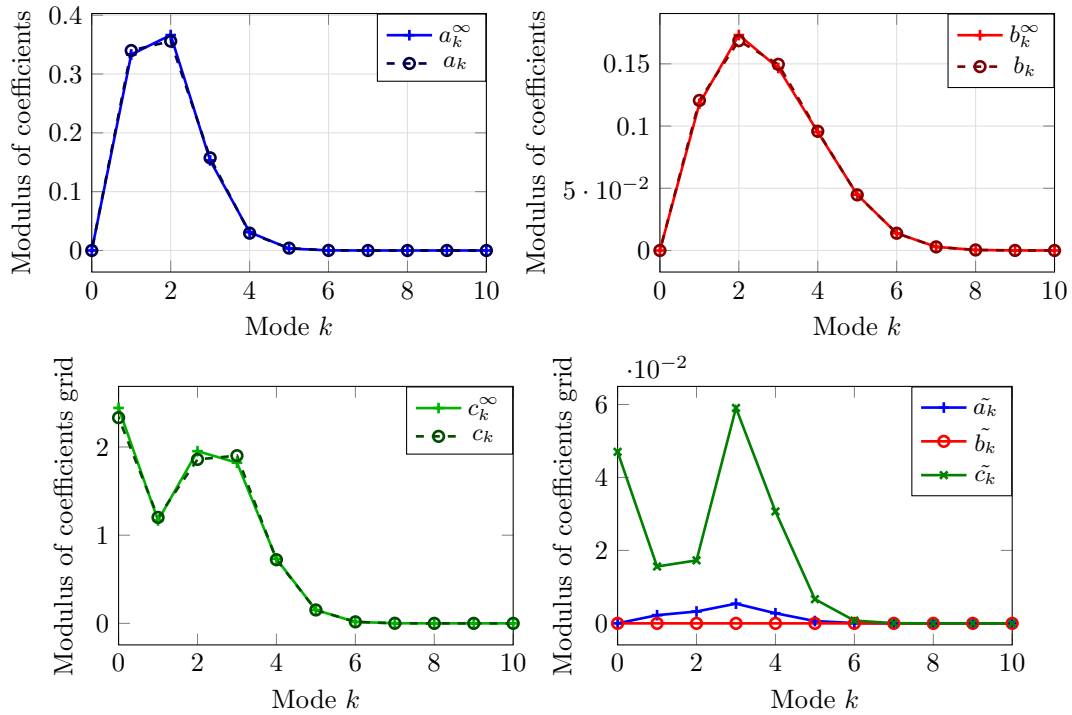 Modulus of coefficients
0.4
0.3
0.2
0.1
0
0 2 4 6 8 10
Mode k
a_k^∞
a_k
Modulus of coefficients
0.15
0.1
5 · 10^{-2}
0
0 2 4 6 8 10
Mode k
b_k^∞
b_k
Modulus of coefficients grid
2
1
0
0 2 4 6 8 10
Mode k
c_k^∞
c_k
Modulus of coefficients grid
·10^{-2}
6
4
2
0
0 2 4 6 8 10
Mode k
ã_k
b̃_k
c̃_k